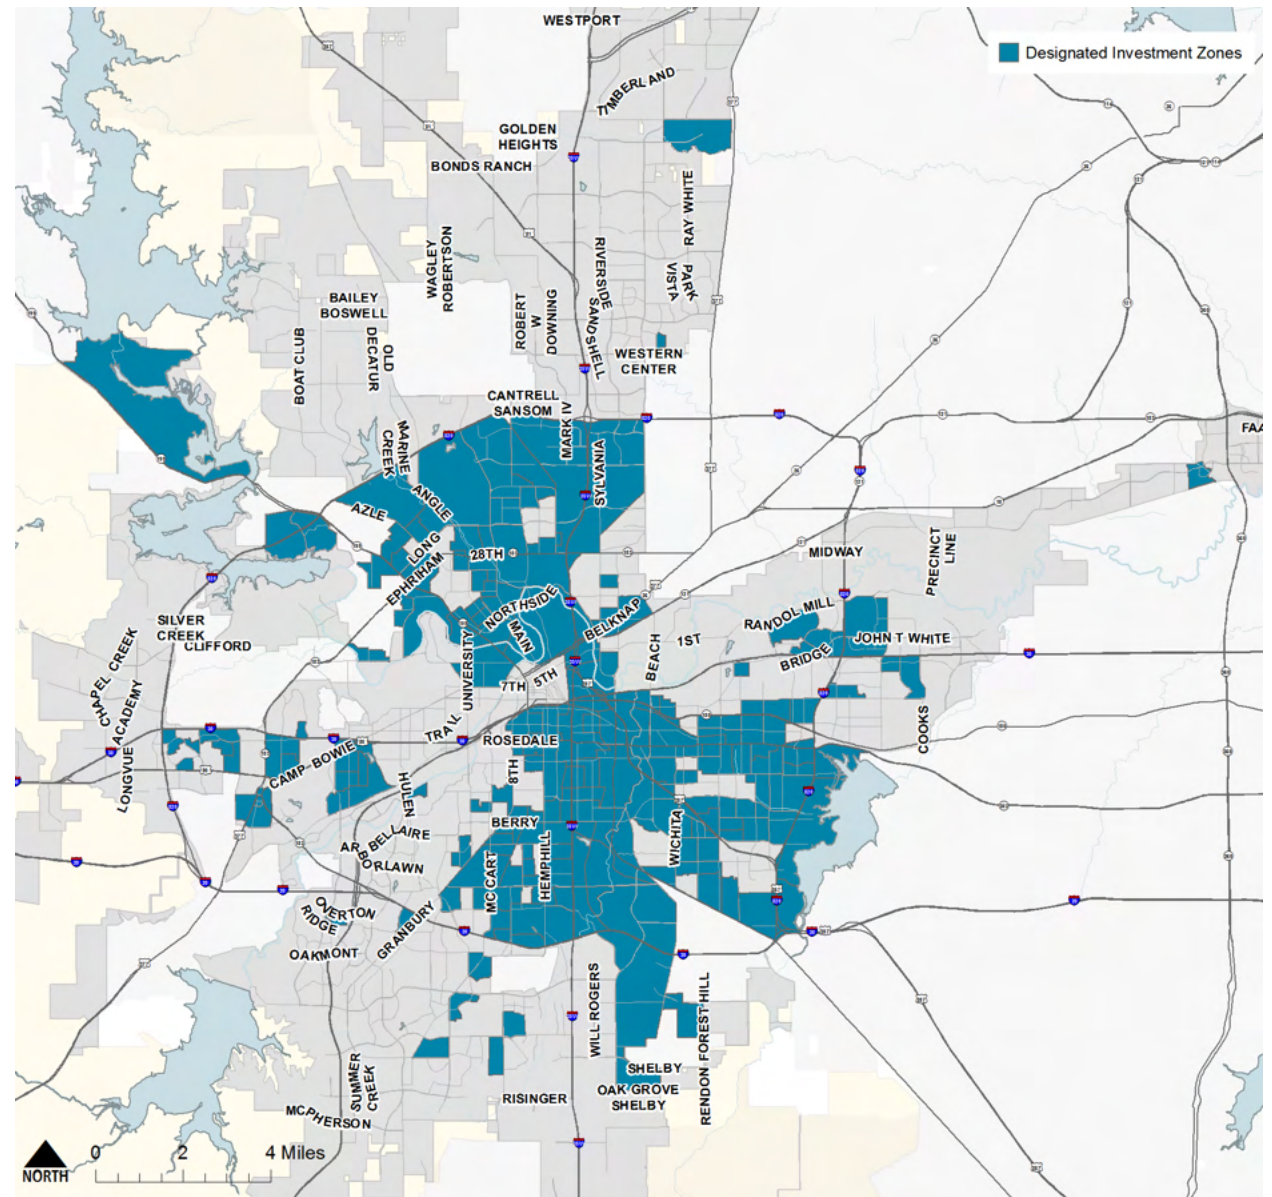 WESTPORT
Designated Investment Zones
TIMBERLAND
GOLDEN
HEIGHTS
BONDS RANCH
RAY WHITE
WAGLEY
ROBERTSON
RIVERSIDE
PARK
VISTA
BAILEY
BOSWELL
ROBERT
W
DOWNING
SANDSHELL
BOAT CLUB
OLD
DECATUR
WESTERN
CENTER
CANTRELL
SANSOM
MARK IV
MARINE
CREEK
SYLVANIA
FAA
ANGLE
AZLE
LONG
28TH
EPHRIHAM
MIDWAY
PRECINCT
LINE
NORTHSIDE
MAIN
BELKNAP
RANDOL MILL
SILVER
CREEK
CLIFFORD
1ST
JOHN T WHITE
BEACH
BRIDGE
UNIVERSITY
7TH
5TH
CHAPEL CREEK
ACADEMY
LONGVUE
TRAIL
ROSEDALE
COOKS
CAMP BOWIE
8TH
HULEN
BERRY
BELLAIRE
ARBORLAWN
WICHITA
HEMPHILL
MC CART
OVERTON
RIDGE
GRANBURY
OAKMONT
WILL ROGERS
RENDON FOREST HILL
SHELBY
OAK GROVE
SHELBY
RISINGER
SUMMER
CREEK
MCPHERSON
NORTH
0 2 4 Miles